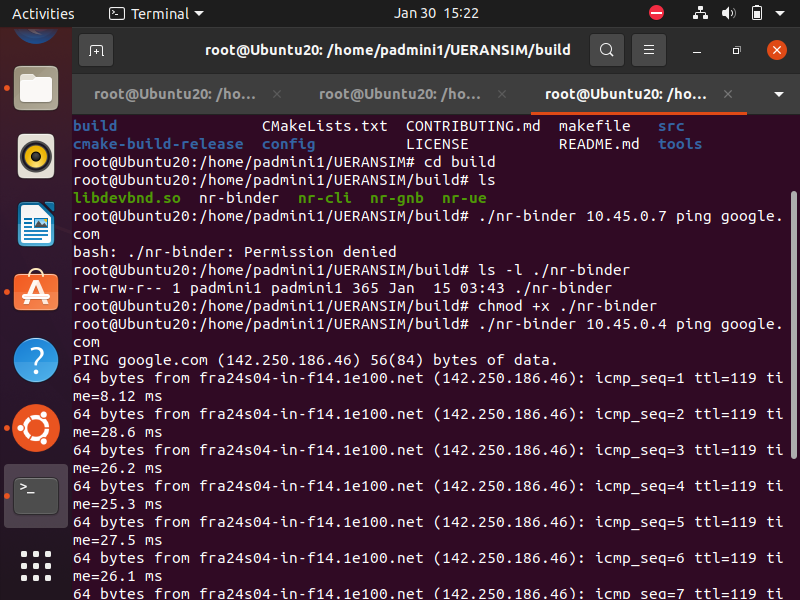 Activities Terminal Jan 30 15:22
root@Ubuntu20: /home/padmini1/UERANSIM/build
root@Ubuntu20: /ho... root@Ubuntu20: /ho... root@Ubuntu20: /ho...
build CMakeLists.txt CONTRIBUTING.md makefile src
cmake-build-release config LICENSE README.md tools
root@Ubuntu20:/home/padmini1/UERANSIM# cd build
root@Ubuntu20:/home/padmini1/UERANSIM/build# ls
libdevbnd.so nr-binder nr-cli nr-gnb nr-ue
root@Ubuntu20:/home/padmini1/UERANSIM/build# ./nr-binder 10.45.0.7 ping google.
com
bash: ./nr-binder: Permission denied
root@Ubuntu20:/home/padmini1/UERANSIM/build# ls -l ./nr-binder
-rw-rw-r-- 1 padmini1 padmini1 365 Jan  15 03:43 ./nr-binder
root@Ubuntu20:/home/padmini1/UERANSIM/build# chmod +x ./nr-binder
root@Ubuntu20:/home/padmini1/UERANSIM/build# ./nr-binder 10.45.0.4 ping google.
com
PING google.com (142.250.186.46) 56(84) bytes of data.
64 bytes from fra24s04-in-f14.1e100.net (142.250.186.46): icmp_seq=1 ttl=119 ti
me=8.12 ms
64 bytes from fra24s04-in-f14.1e100.net (142.250.186.46): icmp_seq=2 ttl=119 ti
me=28.6 ms
64 bytes from fra24s04-in-f14.1e100.net (142.250.186.46): icmp_seq=3 ttl=119 ti
me=26.2 ms
64 bytes from fra24s04-in-f14.1e100.net (142.250.186.46): icmp_seq=4 ttl=119 ti
me=25.3 ms
64 bytes from fra24s04-in-f14.1e100.net (142.250.186.46): icmp_seq=5 ttl=119 ti
me=27.5 ms
64 bytes from fra24s04-in-f14.1e100.net (142.250.186.46): icmp_seq=6 ttl=119 ti
me=26.1 ms
64 bytes from fra24s04-in-f14.1e100.net (142.250.186.46): icmp_seq=7 ttl=119 ti